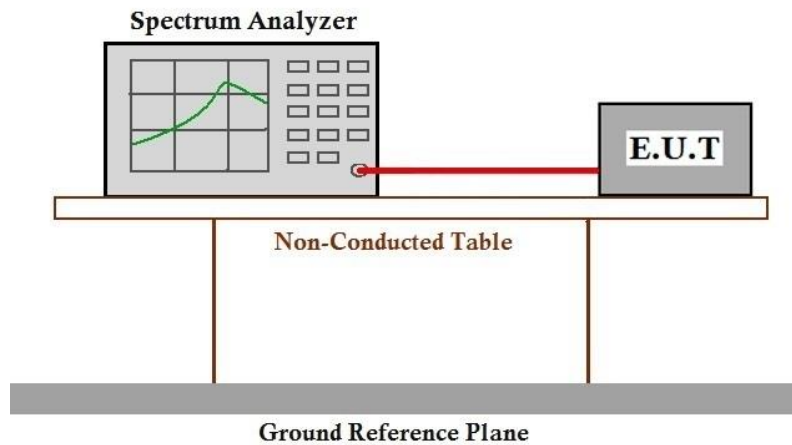 Spectrum Analyzer
E.U.T
Non-Conducted Table
Ground Reference Plane